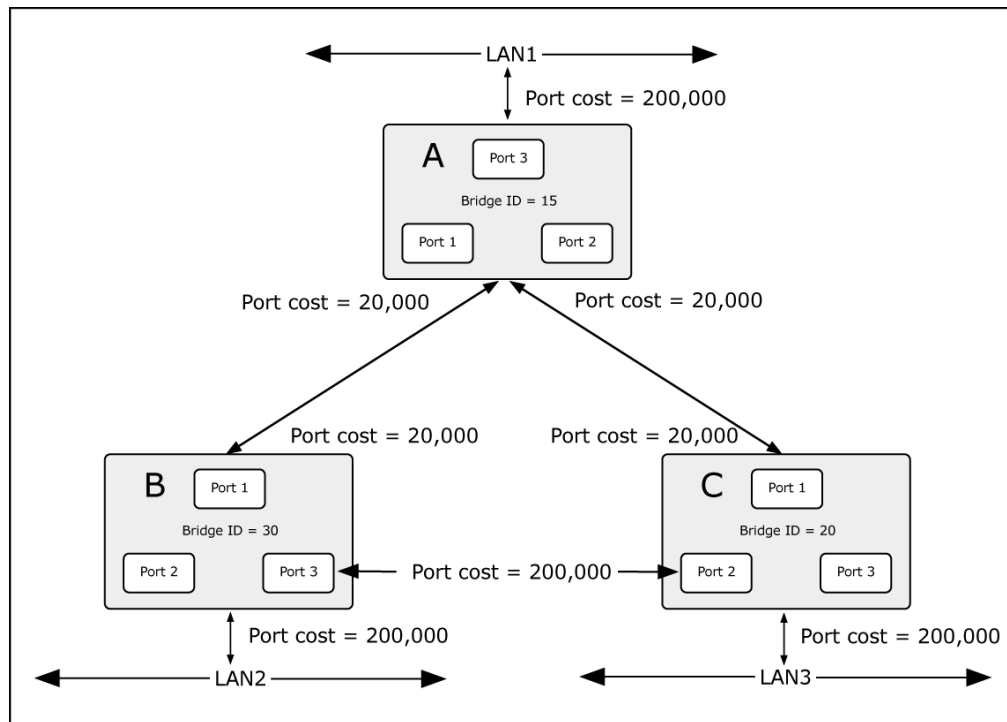 LAN1
Port cost = 200,000
A
Port 3
Bridge ID = 15
Port 1
Port 2
Port cost = 20,000
Port cost = 20,000
Port cost = 20,000
Port cost = 20,000
B
Port 1
Bridge ID = 30
Port 2
Port 3
C
Port 1
Bridge ID = 20
Port 2
Port 3
Port cost = 200,000
Port cost = 200,000
Port cost = 200,000
LAN2
LAN3